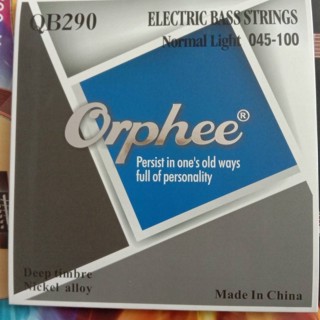 QB290
ELECTRIC BASS STRINGS
Normal Light 045-100
Orphee®
Persist in one's old ways
full of personality
Deep timbre
Nickel alloy
Made In China